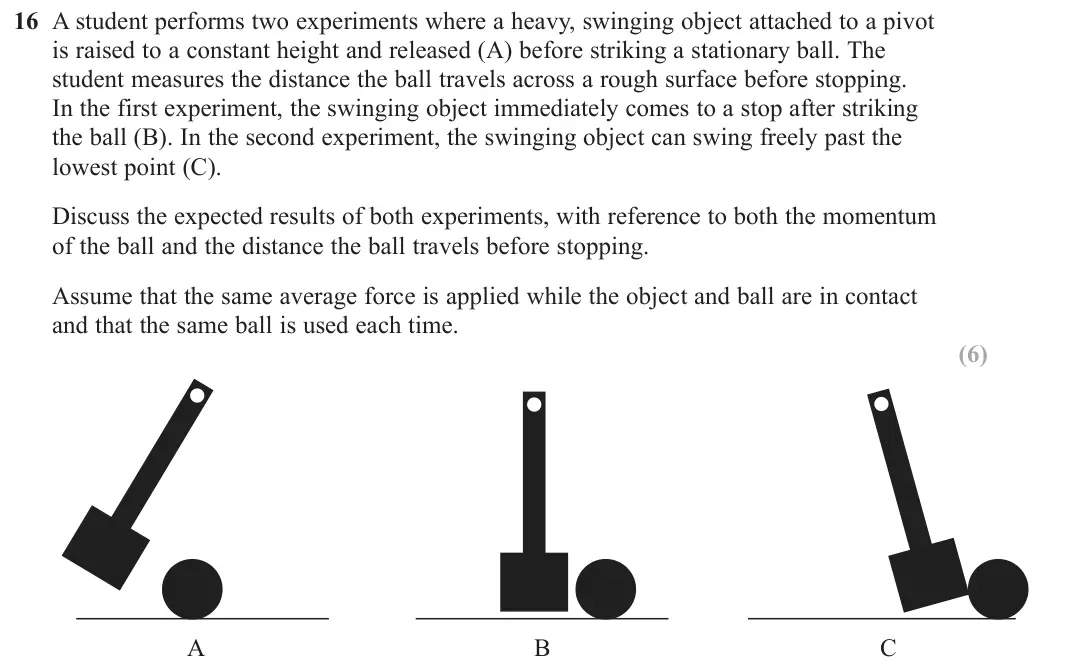 16 A student performs two experiments where a heavy, swinging object attached to a pivot
is raised to a constant height and released (A) before striking a stationary ball. The
student measures the distance the ball travels across a rough surface before stopping.
In the first experiment, the swinging object immediately comes to a stop after striking
the ball (B). In the second experiment, the swinging object can swing freely past the
lowest point (C).
Discuss the expected results of both experiments, with reference to both the momentum
of the ball and the distance the ball travels before stopping.
Assume that the same average force is applied while the object and ball are in contact
and that the same ball is used each time.
(6)
A B C